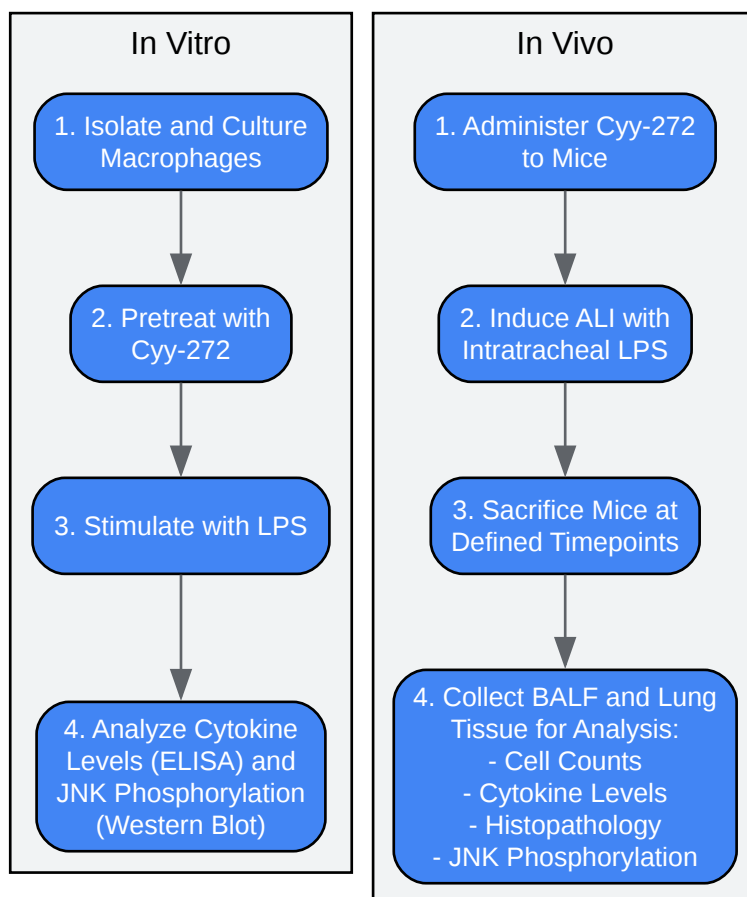 In Vitro
1. Isolate and Culture
Macrophages
2. Pretreat with
Cyy-272
3. Stimulate with LPS
4. Analyze Cytokine
Levels (ELISA) and
JNK Phosphorylation
(Western Blot)
In Vivo
1. Administer Cyy-272
to Mice
2. Induce ALI with
Intratracheal LPS
3. Sacrifice Mice at
Defined Timepoints
4. Collect BALF and Lung
Tissue for Analysis:
- Cell Counts
- Cytokine Levels
- Histopathology
- JNK Phosphorylation